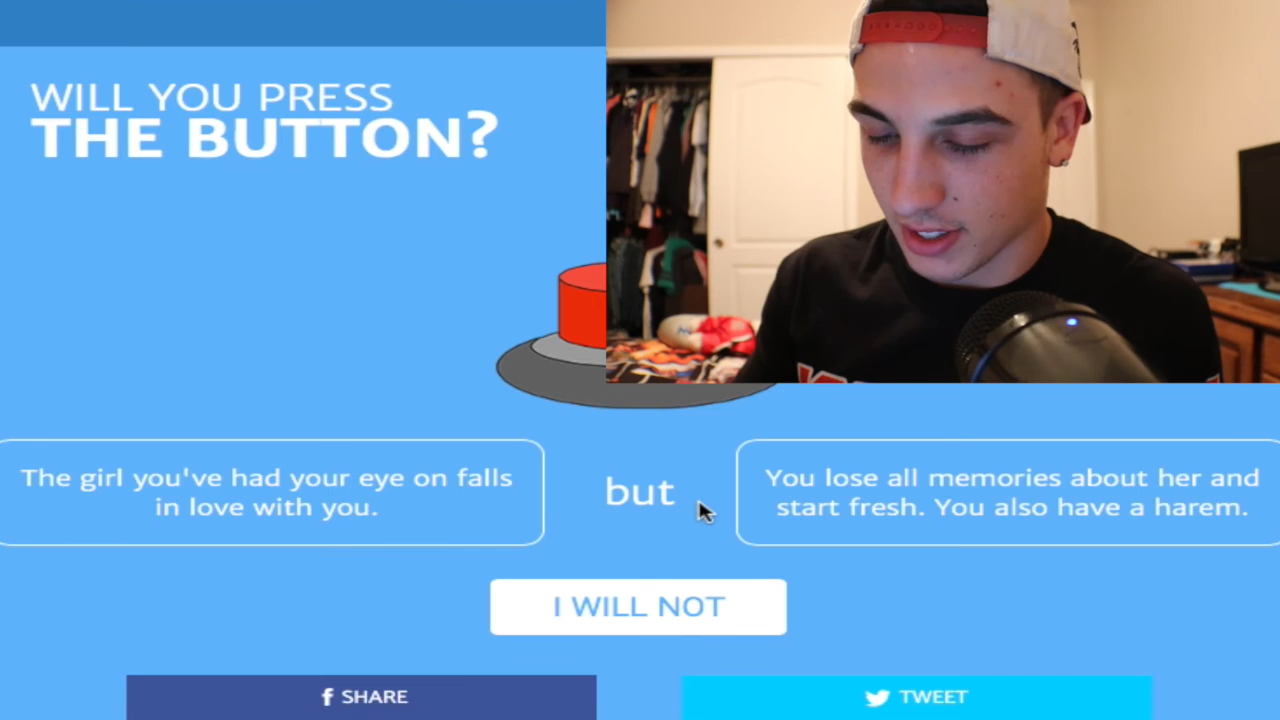 WILL YOU PRESS
THE BUTTON?
The girl you've had your eye on falls
in love with you.
but
You lose all memories about her and
start fresh. You also have a harem.
I WILL NOT
f SHARE
TWEET